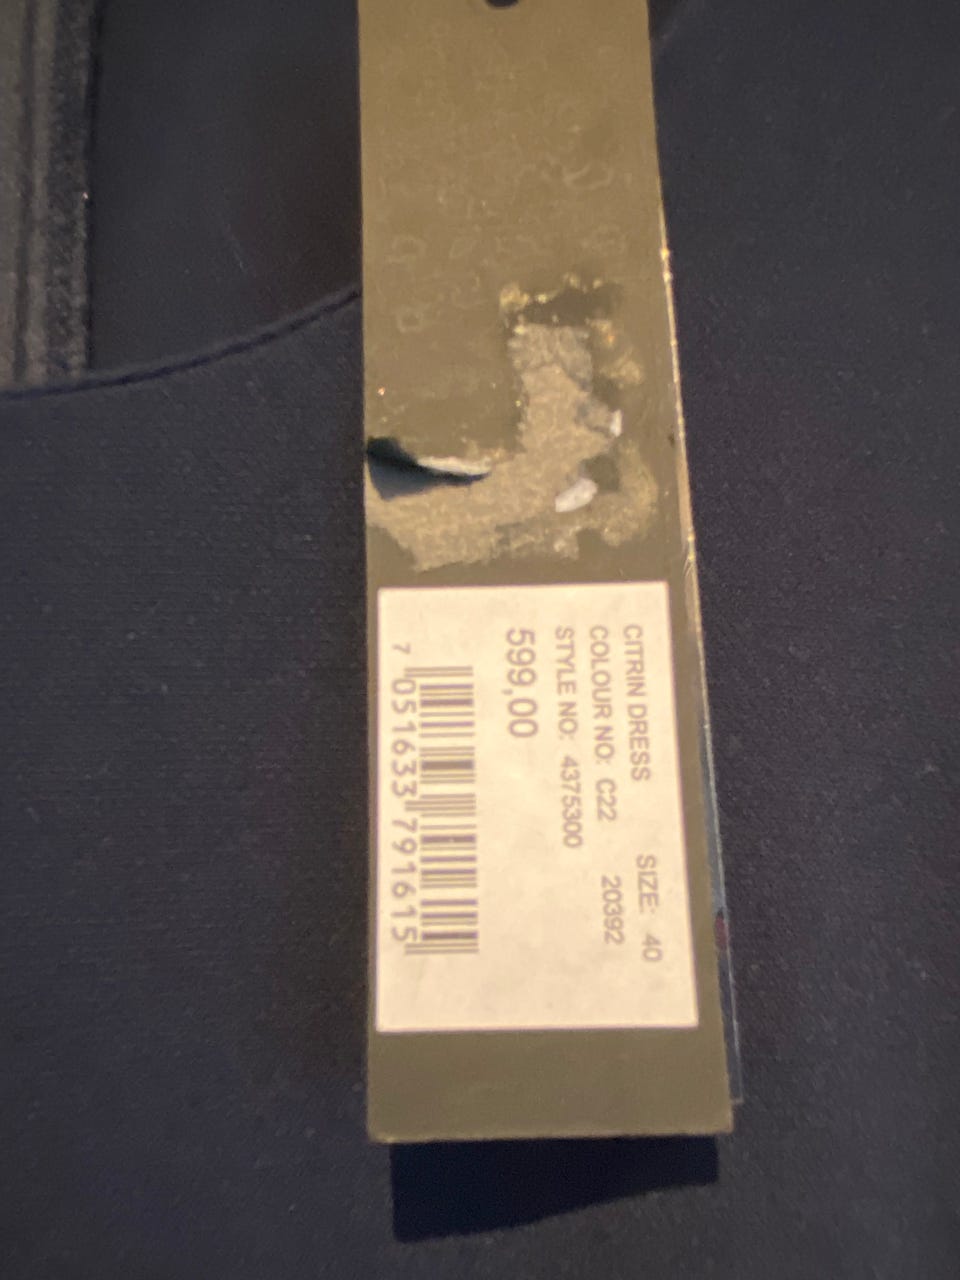 CITRIN DRESS SIZE: 40
COLOUR NO: C22 20392
STYLE NO: 4375300
599,00
7 051633 791615